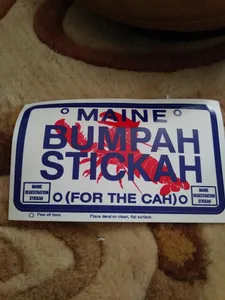 MAINE
BUMPAH
STICKAH
(FOR THE CAH)
MAINE
REGISTRATION
STICKAH
MAINE
REGISTRATION
STICKAH
Peel off here.
Place decal on clean, flat surface.